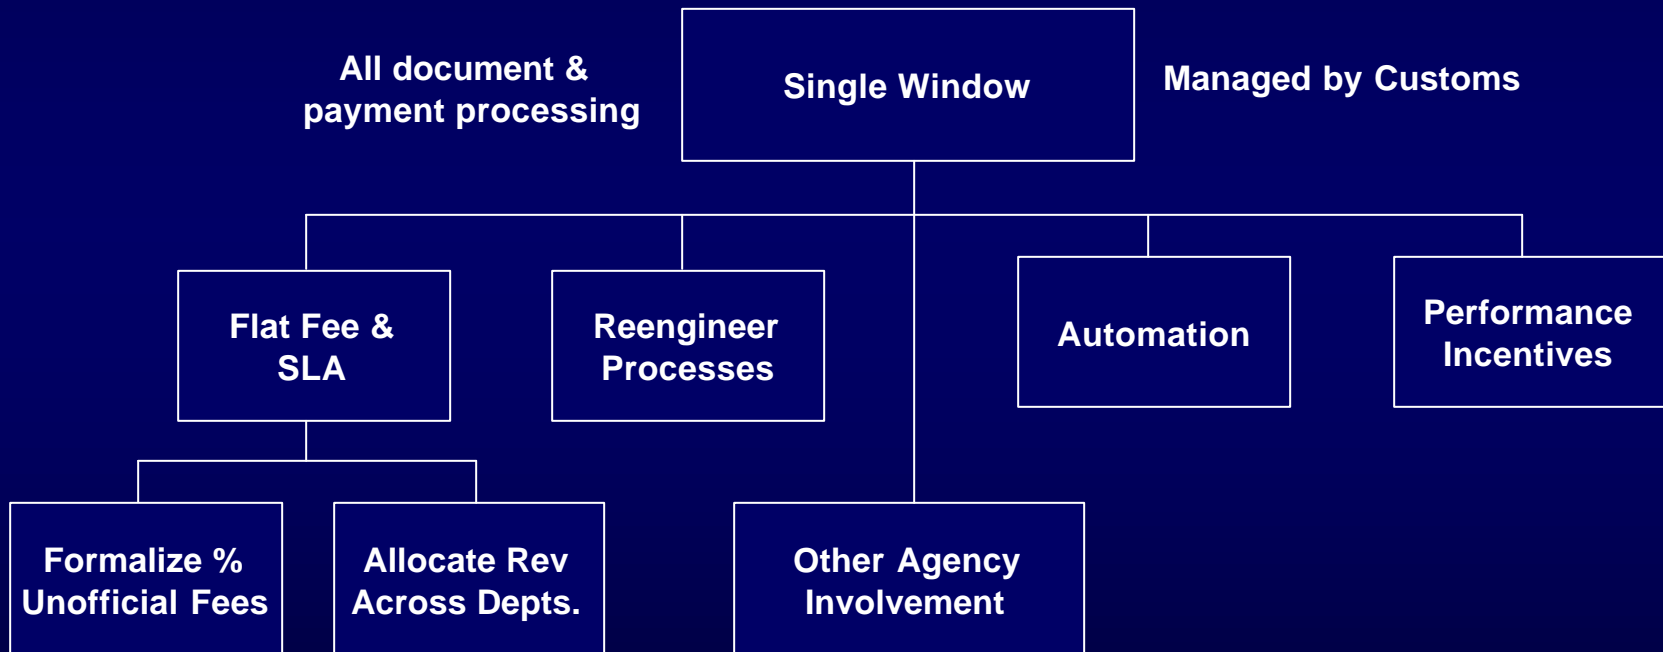 All document &
payment processing
Single Window
Managed by Customs
Flat Fee &
SLA
Reengineer
Processes
Automation
Performance
Incentives
Formalize %
Unofficial Fees
Allocate Rev
Across Depts.
Other Agency
Involvement